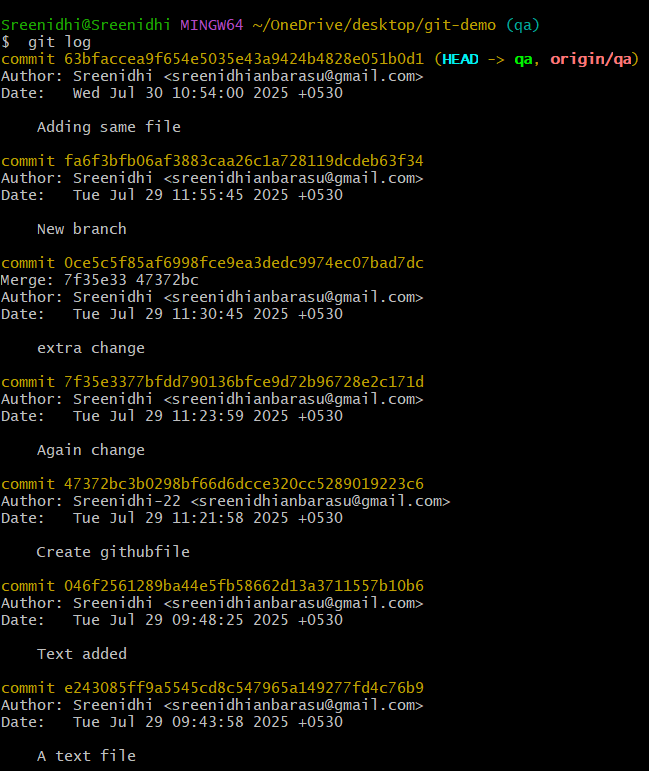 Sreenidhi@Sreenidhi MINGW64 ~/OneDrive/desktop/git-demo (qa)
$  git log
commit 63bfaccea9f654e5035e43a9424b4828e051b0d1 (HEAD -> qa, origin/qa)
Author: Sreenidhi <sreenidhianbarasu@gmail.com>
Date:   Wed Jul 30 10:54:00 2025 +0530
    Adding same file
commit fa6f3bfb06af3883caa26c1a728119dcdeb63f34
Author: Sreenidhi <sreenidhianbarasu@gmail.com>
Date:   Tue Jul 29 11:55:45 2025 +0530
    New branch
commit 0ce5c5f85af6998fce9ea3dedc9974ec07bad7dc
Merge: 7f35e33 47372bc
Author: Sreenidhi <sreenidhianbarasu@gmail.com>
Date:   Tue Jul 29 11:30:45 2025 +0530
    extra change
commit 7f35e3377bfdd790136bfce9d72b96728e2c171d
Author: Sreenidhi <sreenidhianbarasu@gmail.com>
Date:   Tue Jul 29 11:23:59 2025 +0530
    Again change
commit 47372bc3b0298bf66d6dcce320cc5289019223c6
Author: Sreenidhi-22 <sreenidhianbarasu@gmail.com>
Date:   Tue Jul 29 11:21:58 2025 +0530
    Create githubfile
commit 046f2561289ba44e5fb58662d13a3711557b10b6
Author: Sreenidhi <sreenidhianbarasu@gmail.com>
Date:   Tue Jul 29 09:48:25 2025 +0530
    Text added
commit e243085ff9a5545cd8c547965a149277fd4c76b9
Author: Sreenidhi <sreenidhianbarasu@gmail.com>
Date:   Tue Jul 29 09:43:58 2025 +0530
    A text file